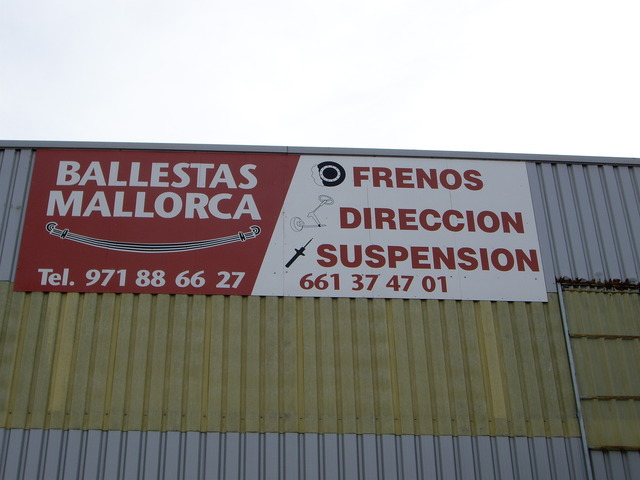 BALLESTAS
MALLORCA
Tel. 971 88 66 27
FRENOS
DIRECCION
SUSPENSION
661 37 47 01